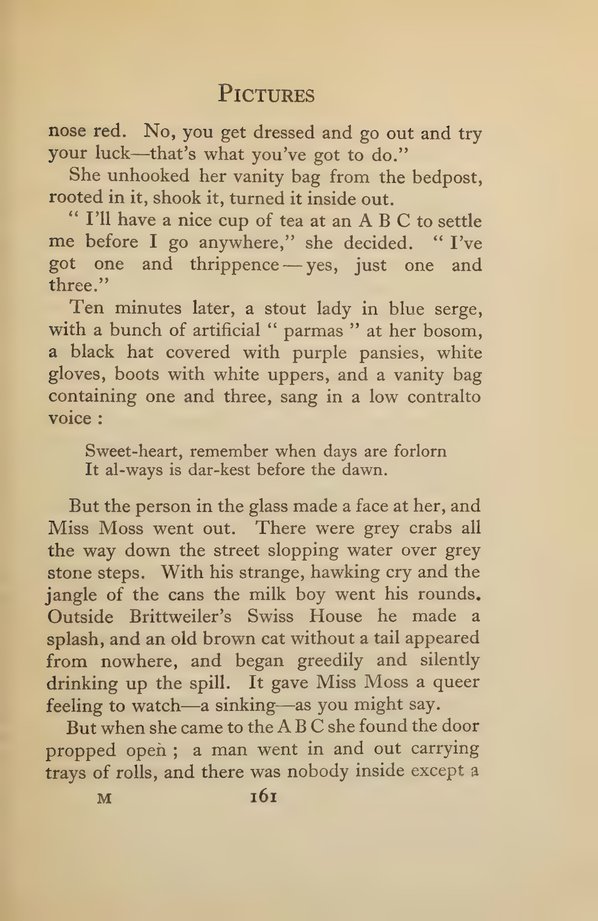 PICTURES
nose red. No, you get dressed and go out and try
your luck—that's what you've got to do.”
She unhooked her vanity bag from the bedpost,
rooted in it, shook it, turned it inside out.
“ I'll have a nice cup of tea at an A B C to settle
me before I go anywhere,” she decided. “ I've
got one and thrippence — yes, just one and
three.”
Ten minutes later, a stout lady in blue serge,
with a bunch of artificial “ parmas ” at her bosom,
a black hat covered with purple pansies, white
gloves, boots with white uppers, and a vanity bag
containing one and three, sang in a low contralto
voice :
Sweet-heart, remember when days are forlorn
It al-ways is dar-kest before the dawn.
But the person in the glass made a face at her, and
Miss Moss went out. There were grey crabs all
the way down the street slopping water over grey
stone steps. With his strange, hawking cry and the
jangle of the cans the milk boy went his rounds.
Outside Brittweiler's Swiss House he made a
splash, and an old brown cat without a tail appeared
from nowhere, and began greedily and silently
drinking up the spill. It gave Miss Moss a queer
feeling to watch—a sinking—as you might say.
But when she came to the A B C she found the door
propped open ; a man went in and out carrying
trays of rolls, and there was nobody inside except a
M 161